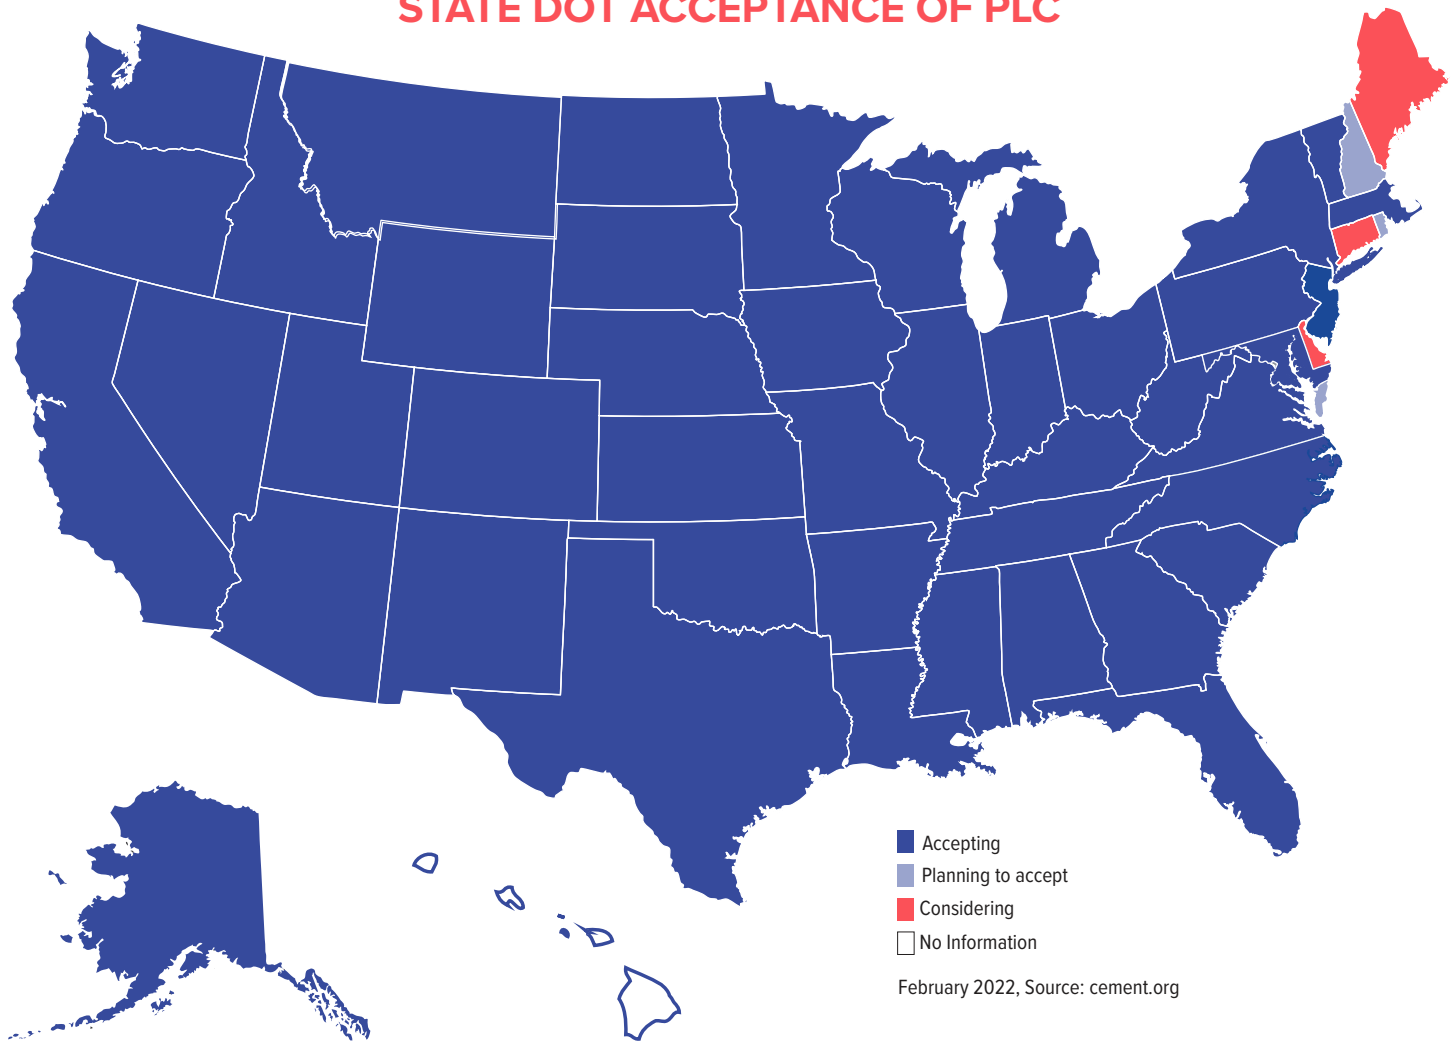 STATE DOT ACCEPTANCE OF PLC
Accepting
Planning to accept
Considering
No Information
February 2022, Source: cement.org